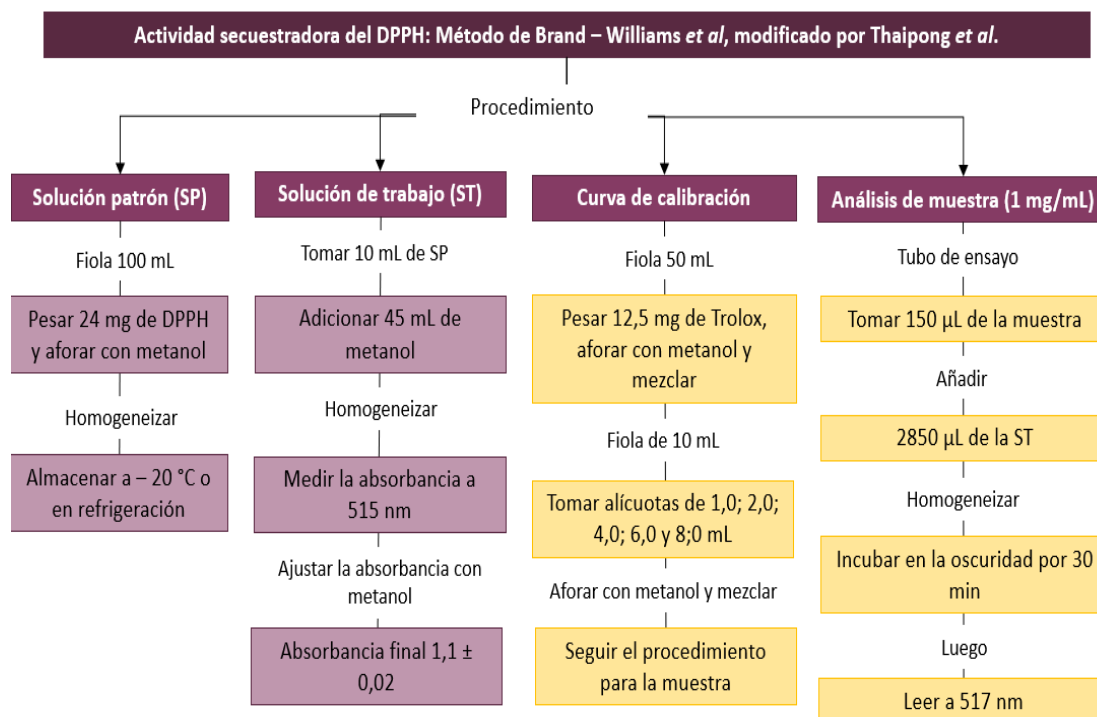 Actividad secuestradora del DPPH: Método de Brand – Williams et al, modificado por Thaipong et al.
Procedimiento
Solución patrón (SP)
Fiola 100 mL
Pesar 24 mg de DPPH
y aforar con metanol
Homogeneizar
Almacenar a – 20 °C o
en refrigeración
Solución de trabajo (ST)
Tomar 10 mL de SP
Adicionar 45 mL de
metanol
Homogeneizar
Medir la absorbancia a
515 nm
Ajustar la absorbancia con
metanol
Absorbancia final 1,1 ±
0,02
Curva de calibración
Fiola 50 mL
Pesar 12,5 mg de Trolox,
aforar con metanol y
mezclar
Fiola de 10 mL
Tomar alícuotas de 1,0; 2,0;
4,0; 6,0 y 8;0 mL
Aforar con metanol y mezclar
Seguir el procedimiento
para la muestra
Análisis de muestra (1 mg/mL)
Tubo de ensayo
Tomar 150 µL de la muestra
Añadir
2850 µL de la ST
Homogeneizar
Incubar en la oscuridad por 30
min
Luego
Leer a 517 nm